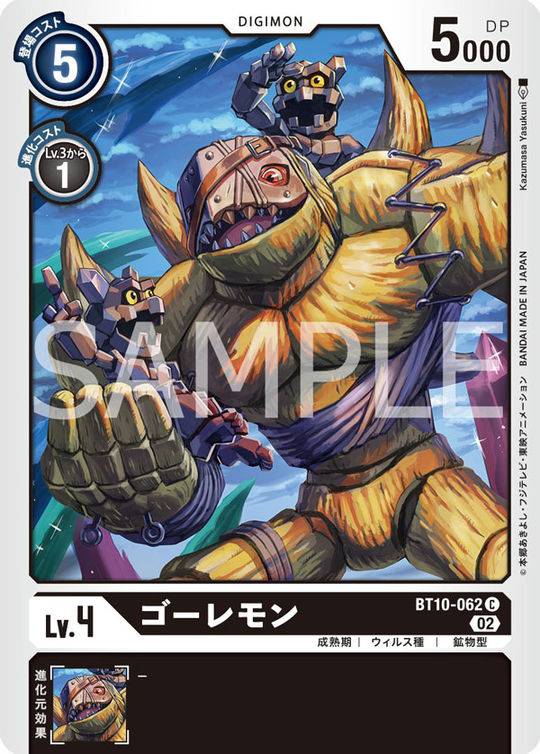 DIGIMON
登場コスト
5
5000
DP
進化コスト
Lv.3から
1
Kazumasa Yasukuni
SAMPLE
© 本郷あきよし・フジテレビ・東映アニメーション BANDAI MADE IN JAPAN
Lv.4
ゴーレモン
BT10-062 C
02
成熟期 | ウィルス種 | 鉱物型
進化元効果
–